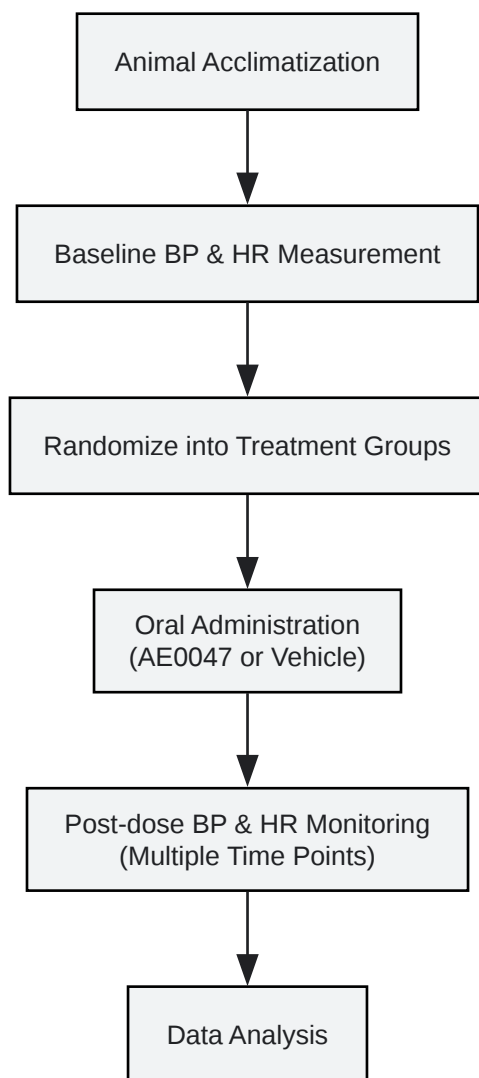 Animal Acclimatization
Baseline BP & HR Measurement
Randomize into Treatment Groups
Oral Administration
(AE0047 or Vehicle)
Post-dose BP & HR Monitoring
(Multiple Time Points)
Data Analysis